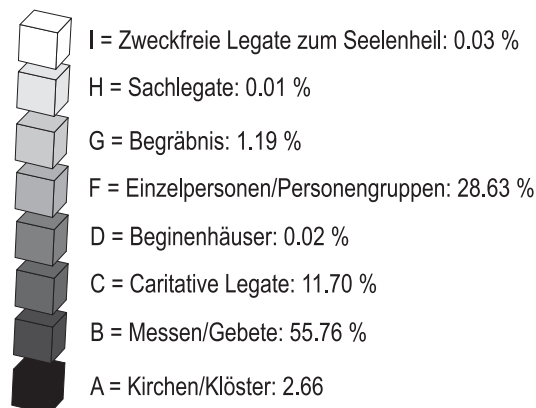 I = Zweckfreie Legate zum Seelenheil: 0.03 %
H = Sachlegate: 0.01 %
G = Begräbnis: 1.19 %
F = Einzelpersonen/Personengruppen: 28.63 %
D = Beginenhäuser: 0.02 %
C = Caritative Legate: 11.70 %
B = Messen/Gebete: 55.76 %
A = Kirchen/Klöster: 2.66